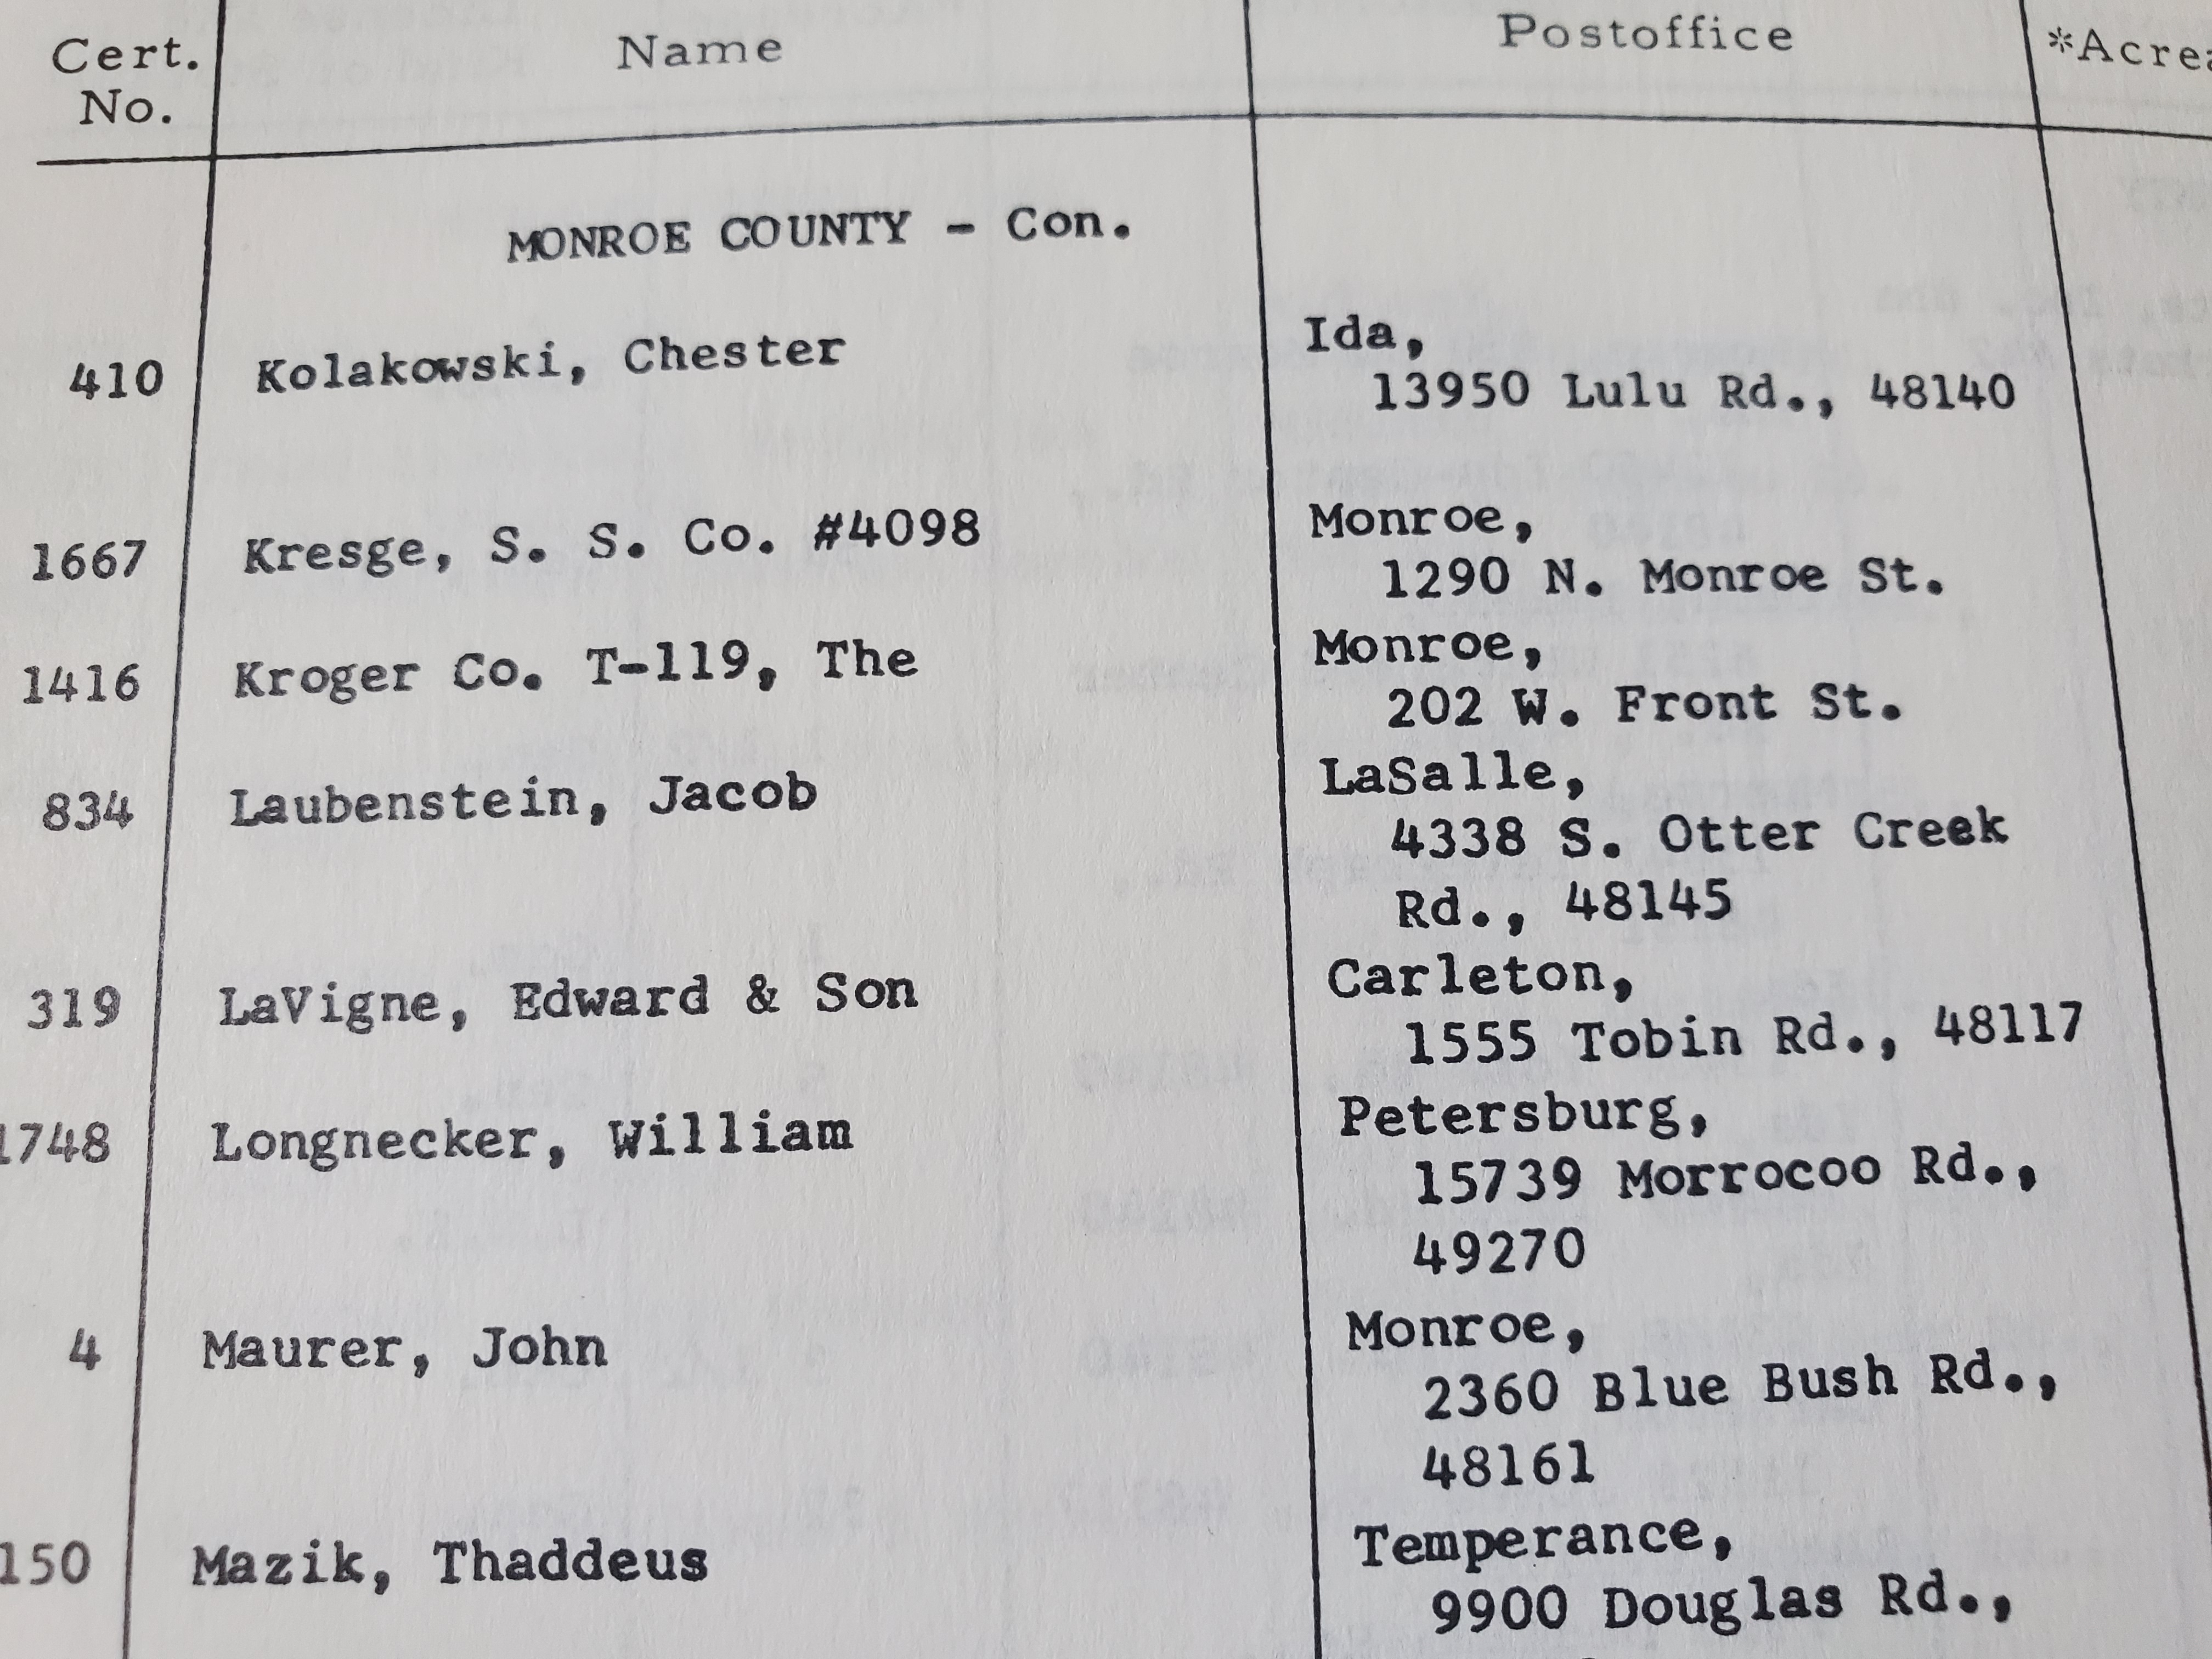 Cert. No. Name Postoffice *Acrea
MONROE COUNTY - Con.
410 Kolakowski, Chester Ida,
13950 Lulu Rd., 48140
1667 Kresge, S. S. Co. #4098 Monroe,
1290 N. Monroe St.
1416 Kroger Co. T-119, The Monroe,
202 W. Front St.
834 Laubenstein, Jacob LaSalle,
4338 S. Otter Creek
Rd., 48145
319 LaVigne, Edward & Son Carleton,
1555 Tobin Rd., 48117
1748 Longnecker, William Petersburg,
15739 Morrocoo Rd.,
49270
4 Maurer, John Monroe,
2360 Blue Bush Rd.,
48161
150 Mazik, Thaddeus Temperance,
9900 Douglas Rd.,